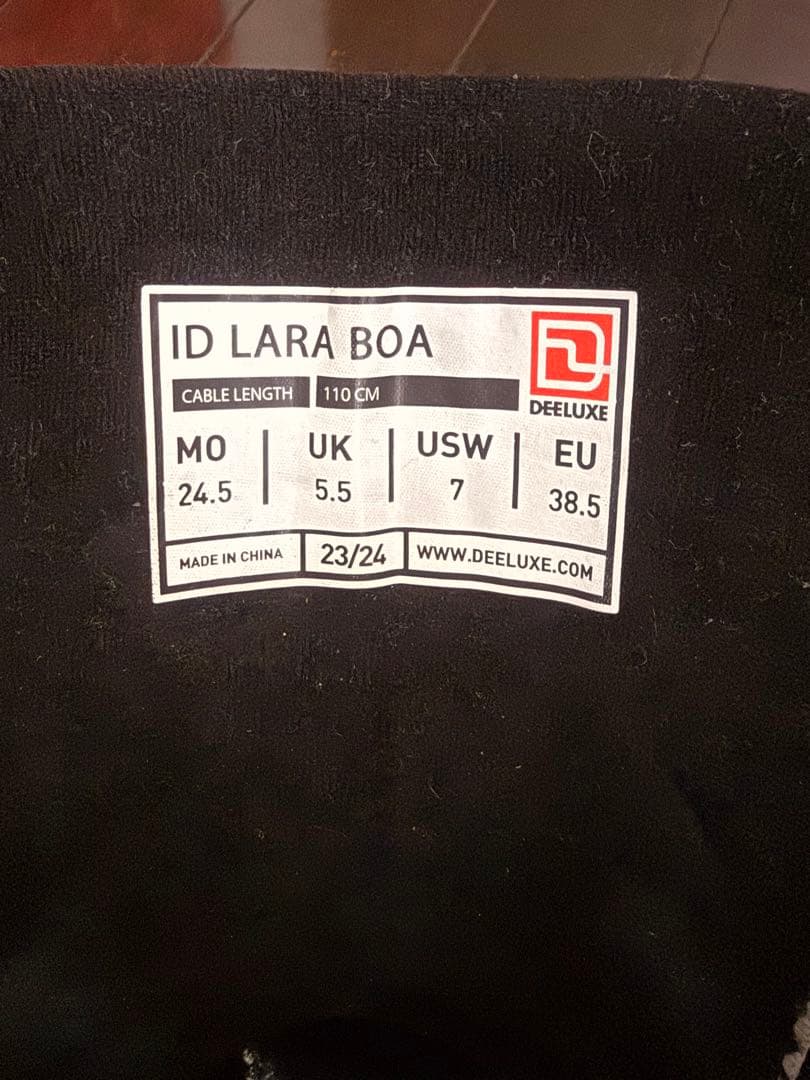 ID LARA BOA
CABLE LENGTH 110 CM
DEELUXE
MO UK USW EU
24.5 5.5 7 38.5
MADE IN CHINA 23/24 WWW.DEELUXE.COM